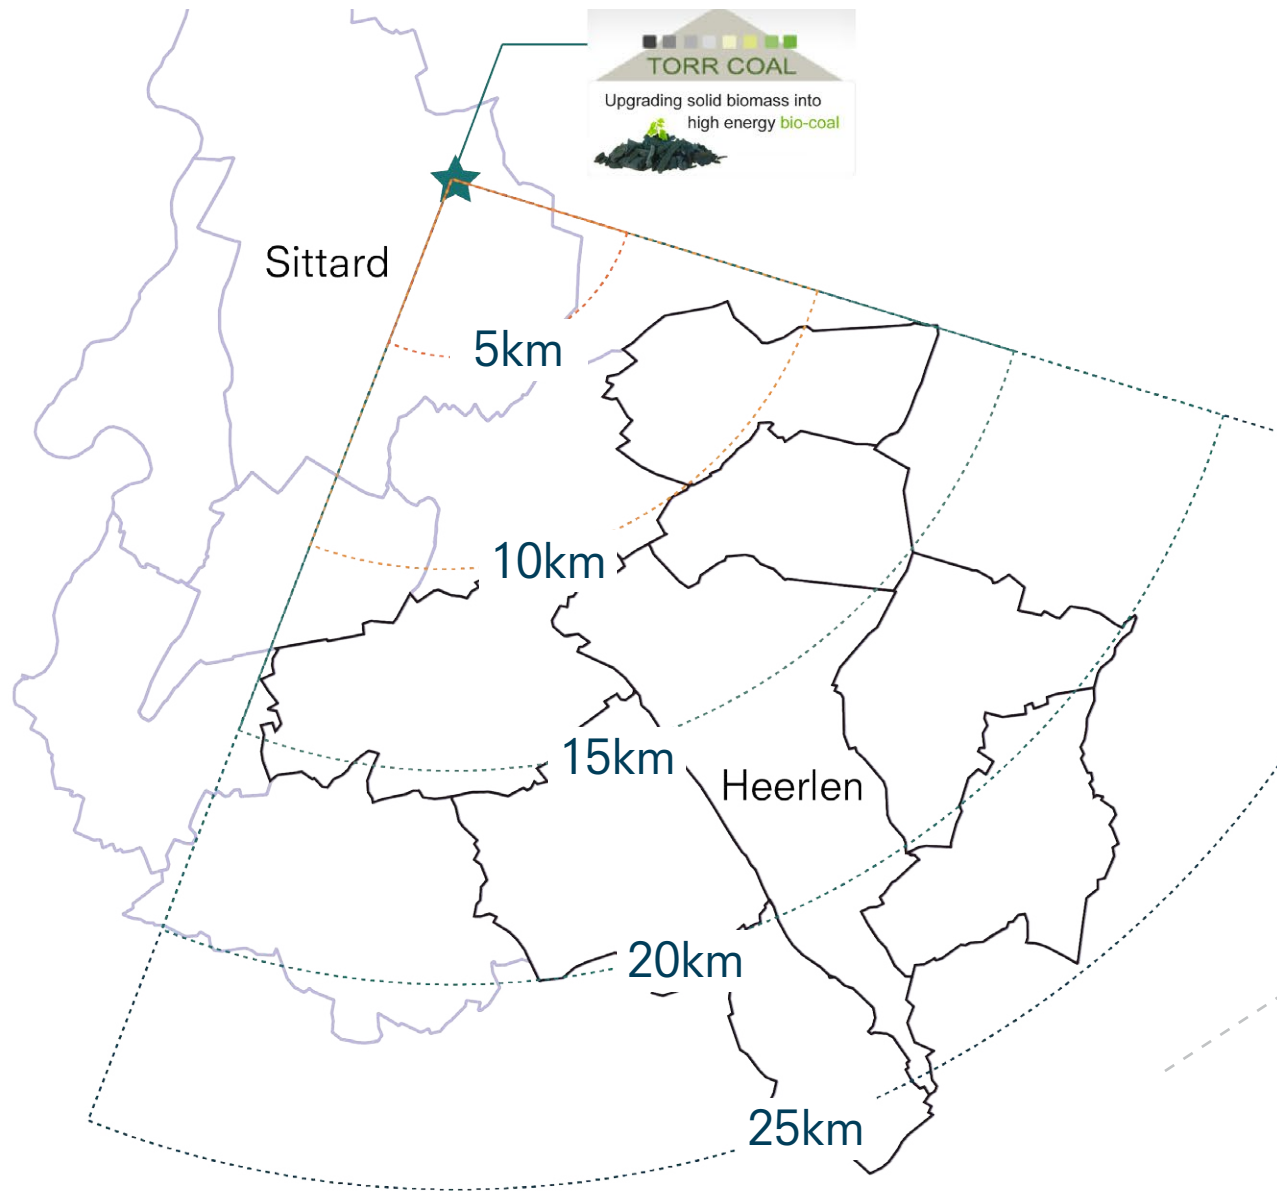 TORR COAL
Upgrading solid biomass into
high energy bio-coal
Sittard
5km
10km
15km
Heerlen
20km
25km